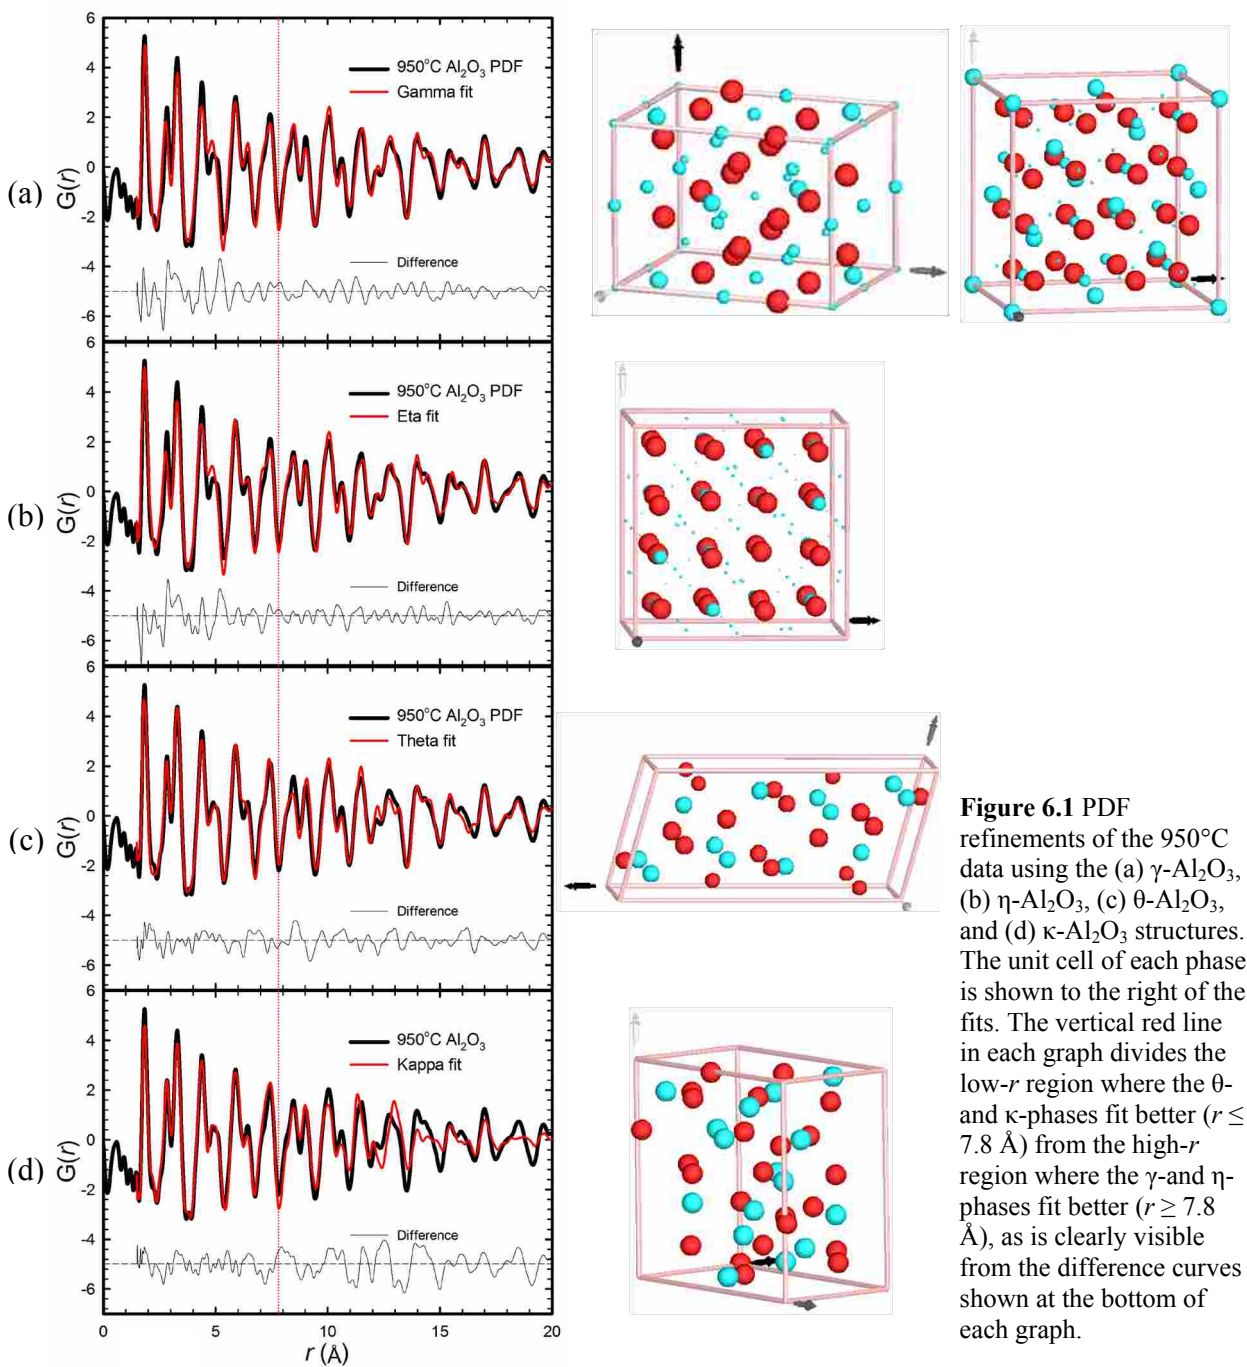 6
4
2
0
-2
-4
-6
G(r)
(a)
950°C Al₂O₃ PDF
Gamma fit
Difference
6
4
2
0
-2
-4
-6
G(r)
(b)
950°C Al₂O₃ PDF
Eta fit
Difference
6
4
2
0
-2
-4
-6
G(r)
(c)
950°C Al₂O₃ PDF
Theta fit
Difference
6
4
2
0
-2
-4
-6
G(r)
(d)
950°C Al₂O₃
Kappa fit
Difference
0 5 10 15 20
r (Å)
Figure 6.1 PDF
refinements of the 950°C
data using the (a) γ-Al₂O₃,
(b) η-Al₂O₃, (c) θ-Al₂O₃,
and (d) κ-Al₂O₃ structures.
The unit cell of each phase
is shown to the right of the
fits. The vertical red line
in each graph divides the
low-r region where the θ-
and κ-phases fit better (r ≤
7.8 Å) from the high-r
region where the γ-and η-
phases fit better (r ≥ 7.8
Å), as is clearly visible
from the difference curves
shown at the bottom of
each graph.